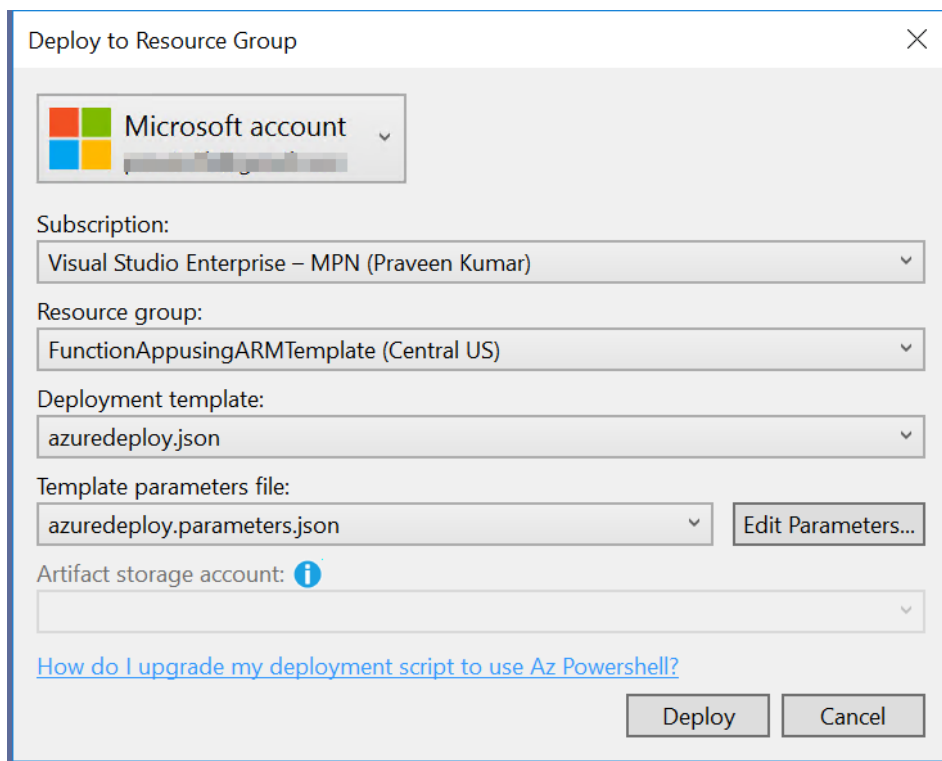 Deploy to Resource Group
Microsoft account
Subscription:
Visual Studio Enterprise – MPN (Praveen Kumar)
Resource group:
FunctionAppusingARMTemplate (Central US)
Deployment template:
azuredeploy.json
Template parameters file:
azuredeploy.parameters.json
Edit Parameters...
Artifact storage account:
How do I upgrade my deployment script to use Az Powershell?
Deploy
Cancel